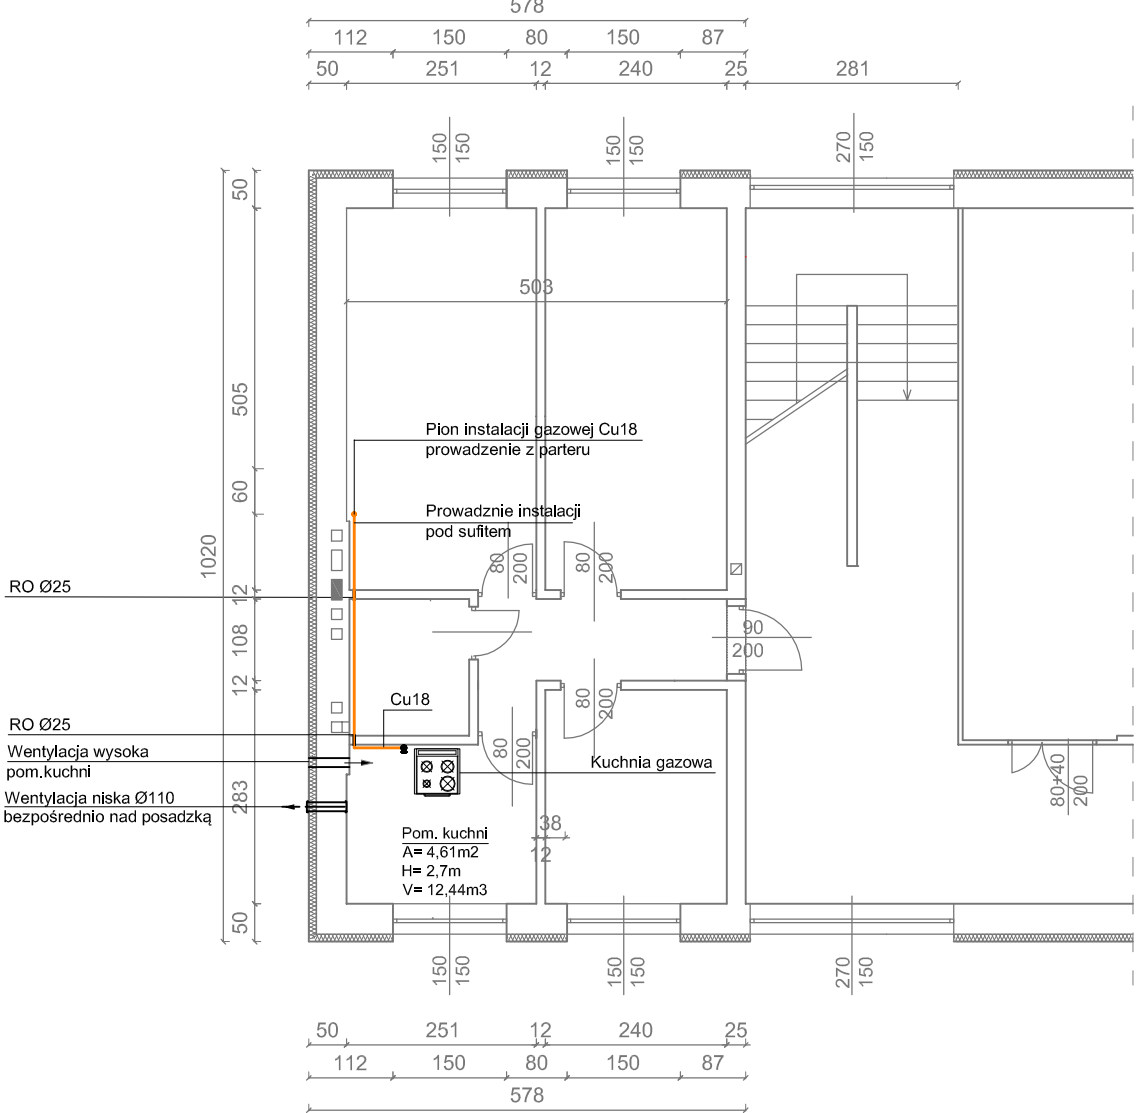 578
112 150 80 150 87
50 251 12 240 25 281
150 150
150 150
270 150
50
503
505
Pion instalacji gazowej Cu18
prowadzenie z parteru
60
Prowadznie instalacji
pod sufitem
1020
80 200
80 200
RO Ø25
12
108
90
200
12
Cu18
80 200
RO Ø25
Wentylacja wysoka
pom.kuchni
80 200
Kuchnia gazowa
80+40
200
Wentylacja niska Ø110
bezpośrednio nad posadzką
283
38
12
Pom. kuchni
A= 4,61m2
H= 2,7m
V= 12,44m3
50
150 150
150 150
270 150
50 251 12 240 25
112 150 80 150 87
578